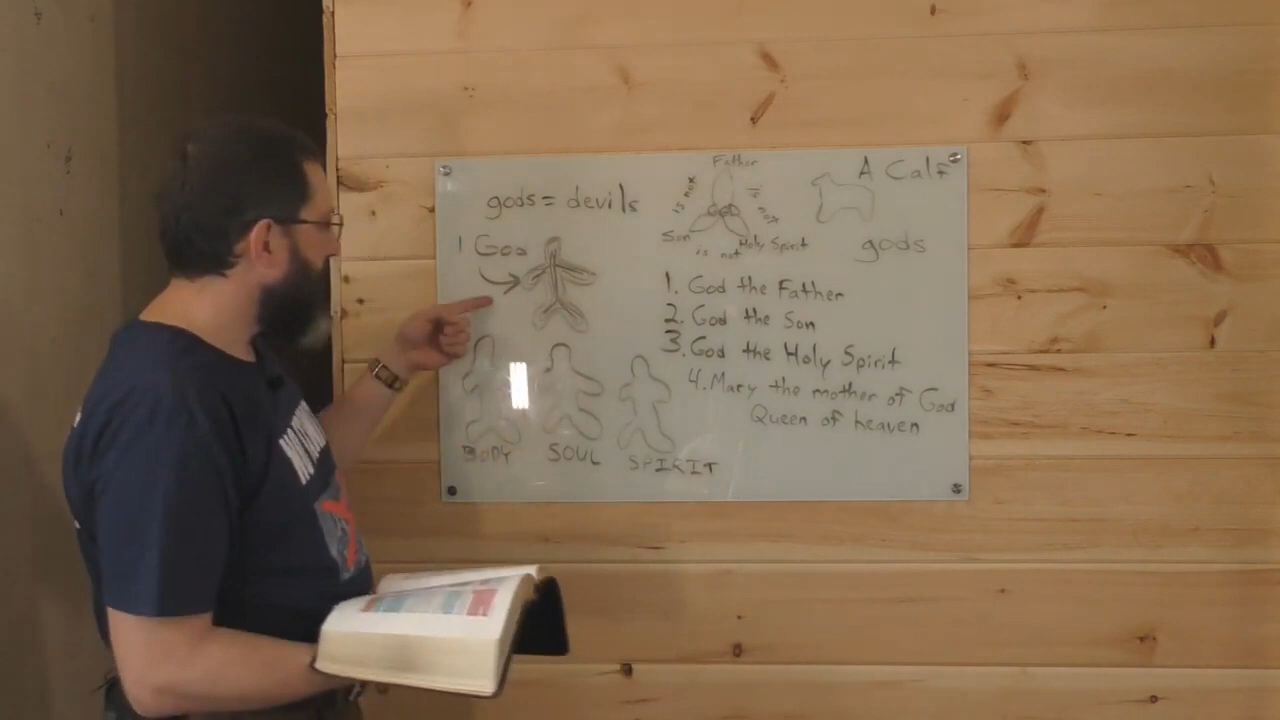 gods = devils
1 God
BODY
SOUL
SPIRIT
Father
is not
is not
God
Son
is not
Holy Spirit
A Calf
gods
1. God the Father
2. God the Son
3. God the Holy Spirit
4. Mary the mother of God
Queen of heaven